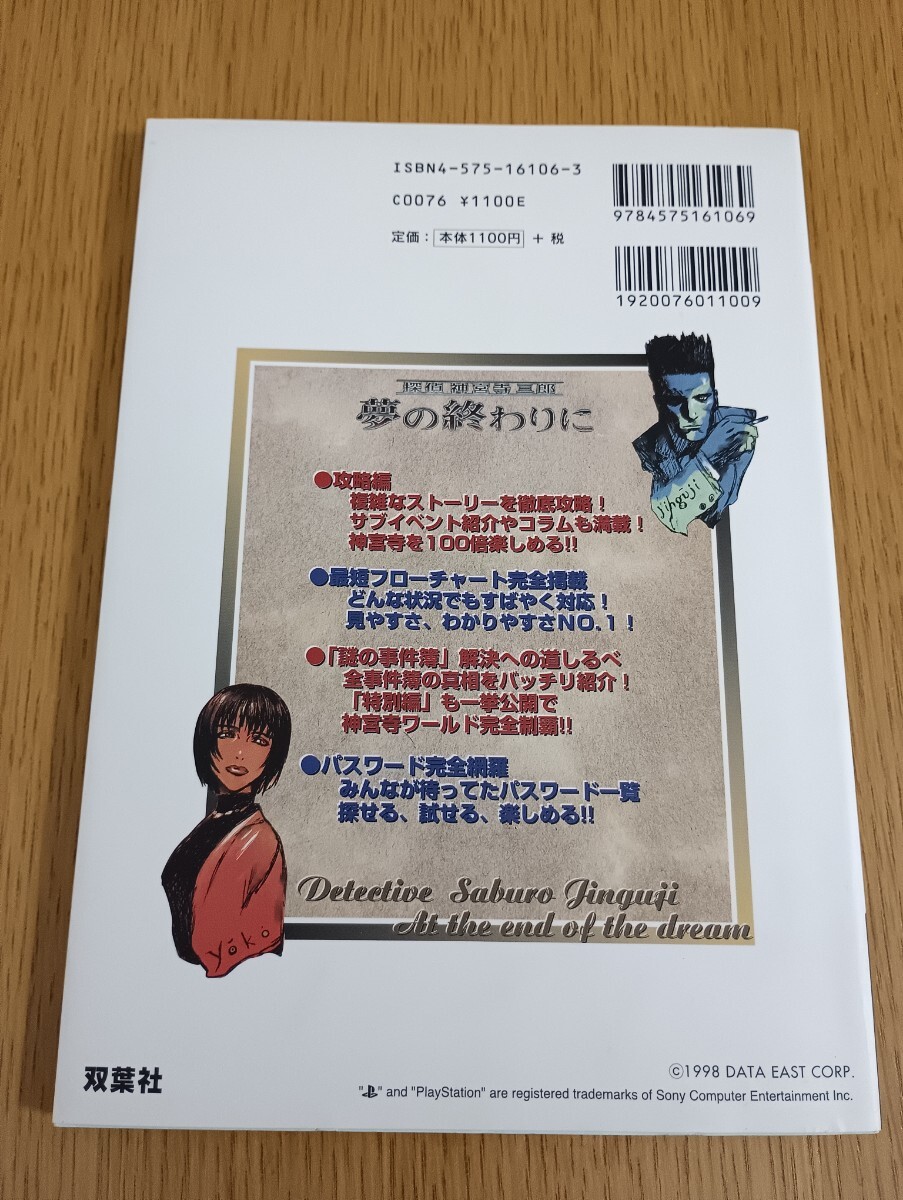 ISBN4-575-16106-3
C0076 ¥1100E
定価：本体1100円 + 税
9784575161069
1920076011009
探偵 神宮寺三郎
夢の終わりに
jinguji
●攻略編
複雑なストーリーを徹底攻略！
サブイベント紹介やコラムも満載！
神宮寺を100倍楽しめる!!
●最短フローチャート完全掲載
どんな状況でもすばやく対応！
見やすさ、わかりやすさNO.1！
●「謎の事件簿」解決への道しるべ
全事件簿の真相をバッチリ紹介！
「特別編」も一挙公開で
神宮寺ワールド完全制覇!!
●パスワード完全網羅
みんなが待ってたパスワード一覧
探せる、試せる、楽しめる!!
yōko
Detective Saburo Jinguji
At the end of the dream
双葉社
©1998 DATA EAST CORP.
" " and "PlayStation" are registered trademarks of Sony Computer Entertainment Inc.